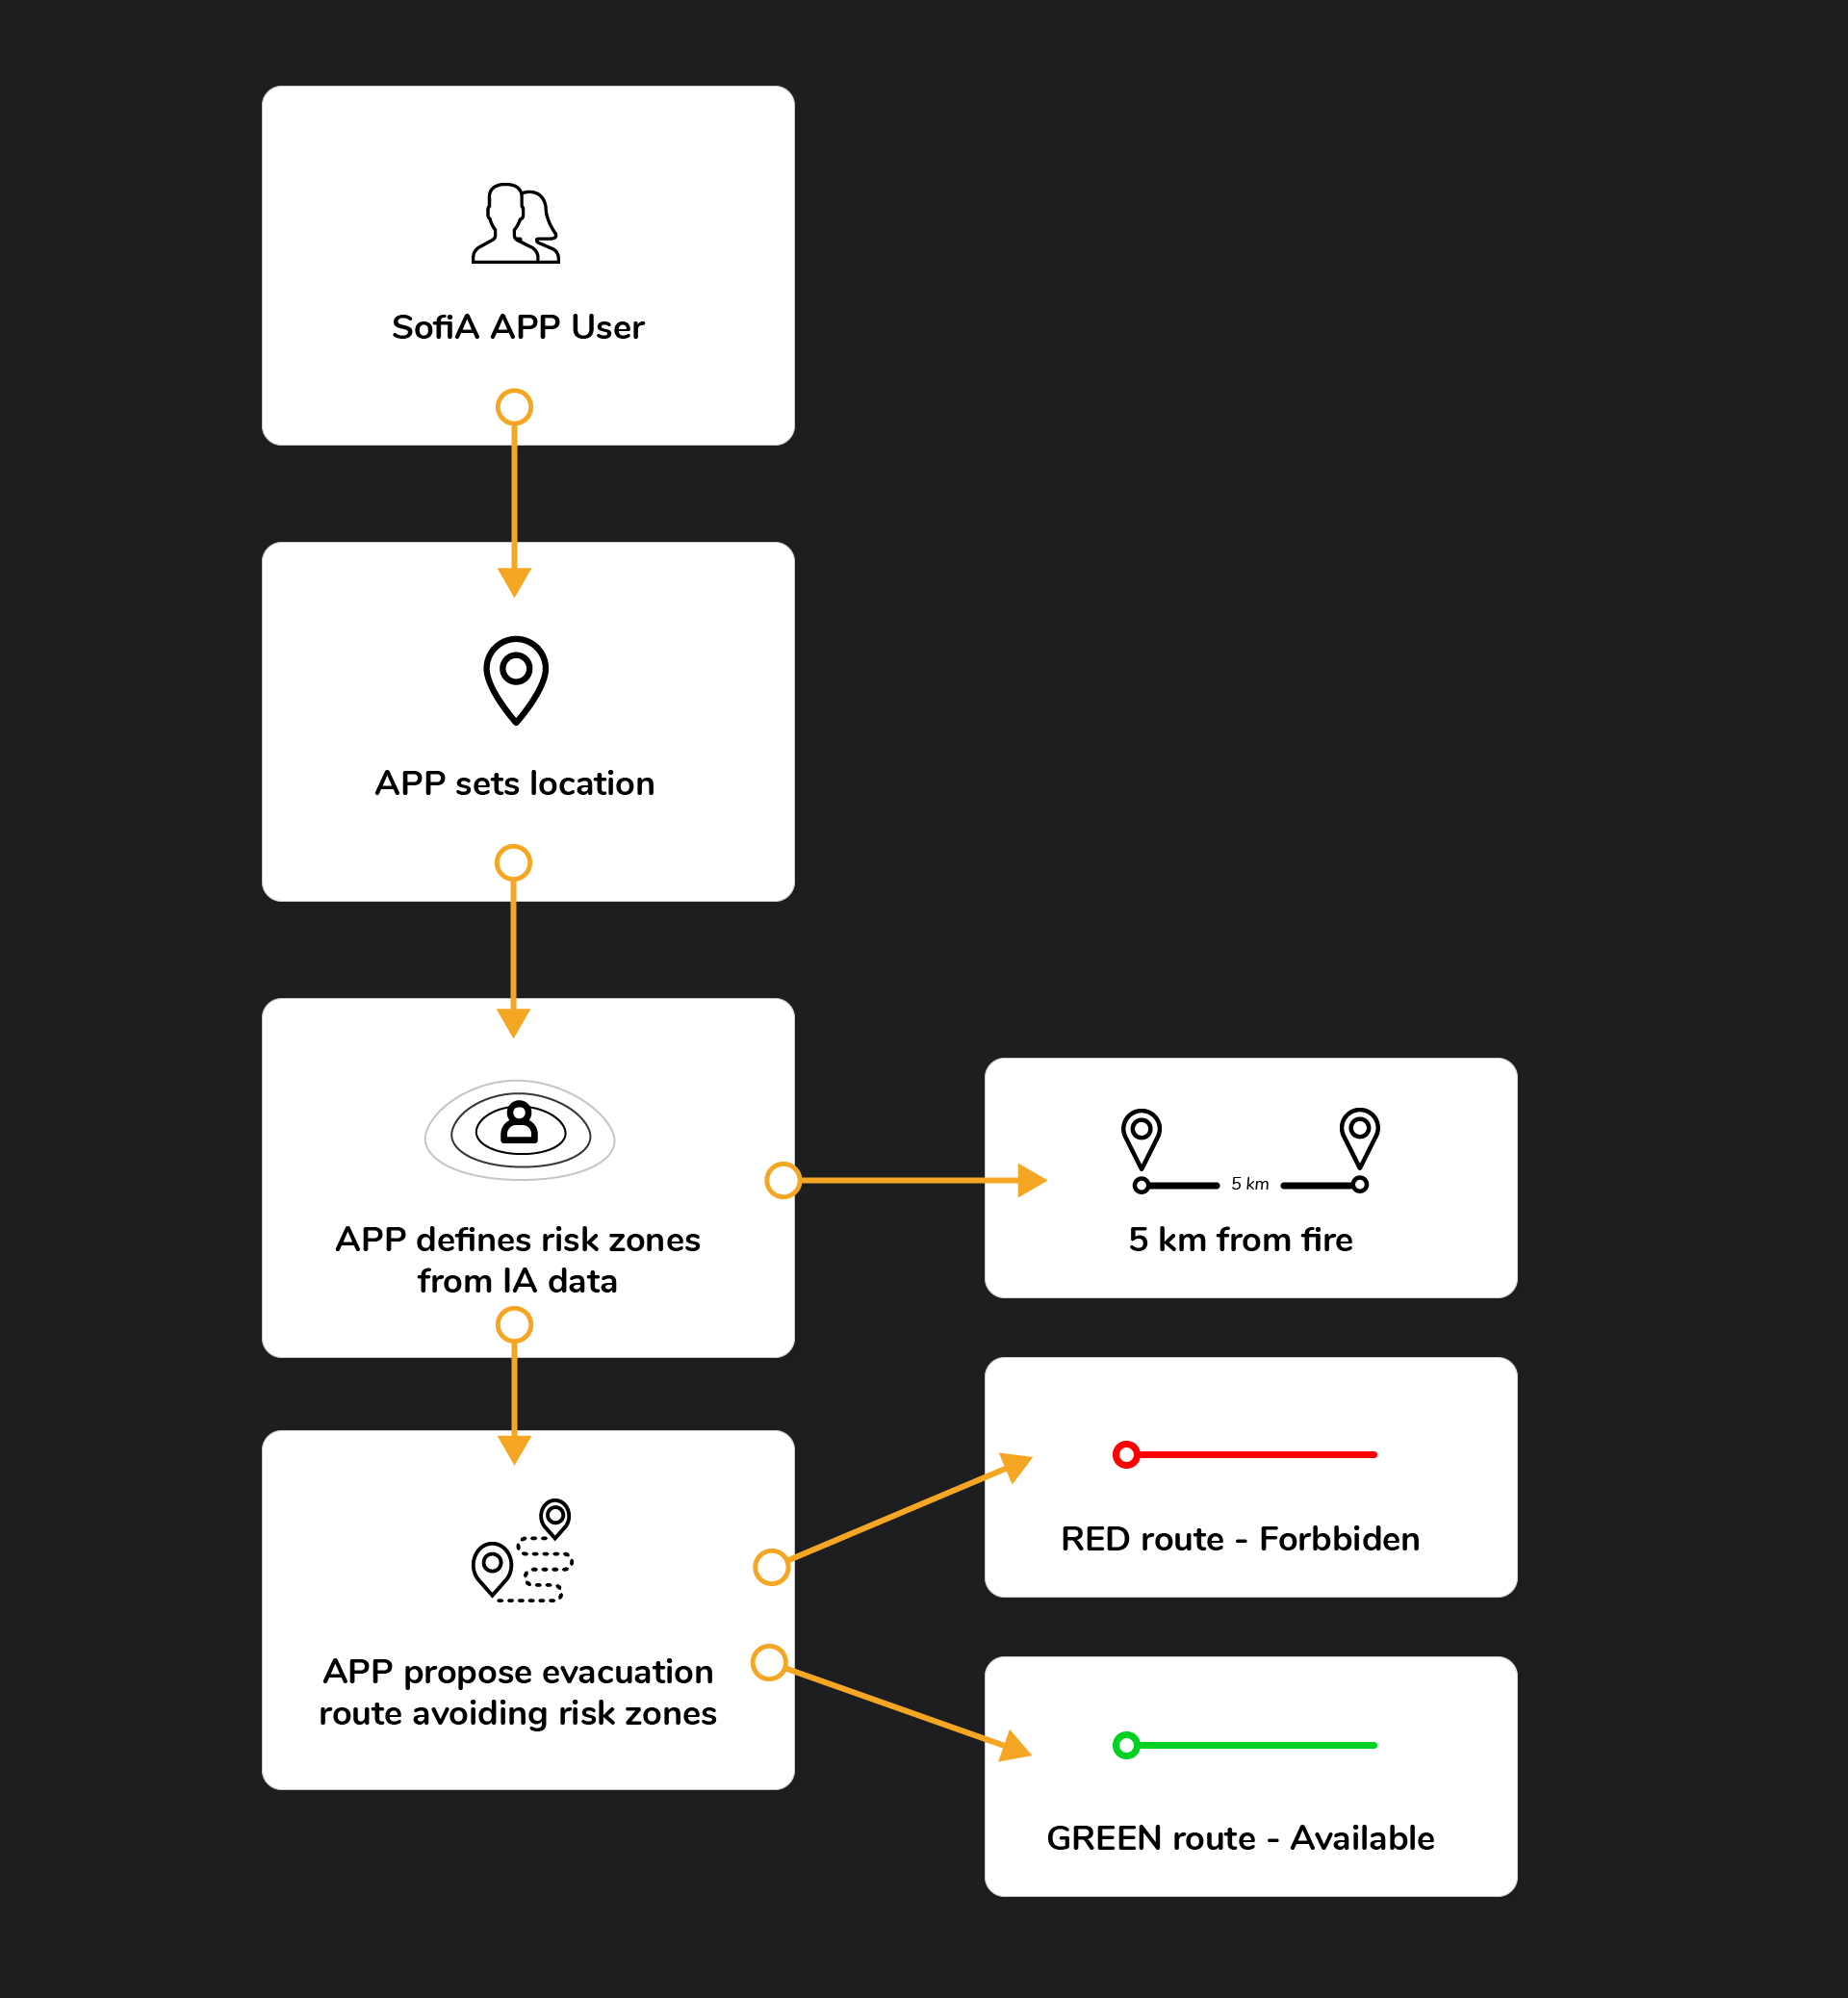 SofiA APP User
APP sets location
APP defines risk zones
from IA data
5 km
5 km from fire
APP propose evacuation
route avoiding risk zones
RED route - Forbbiden
GREEN route - Available